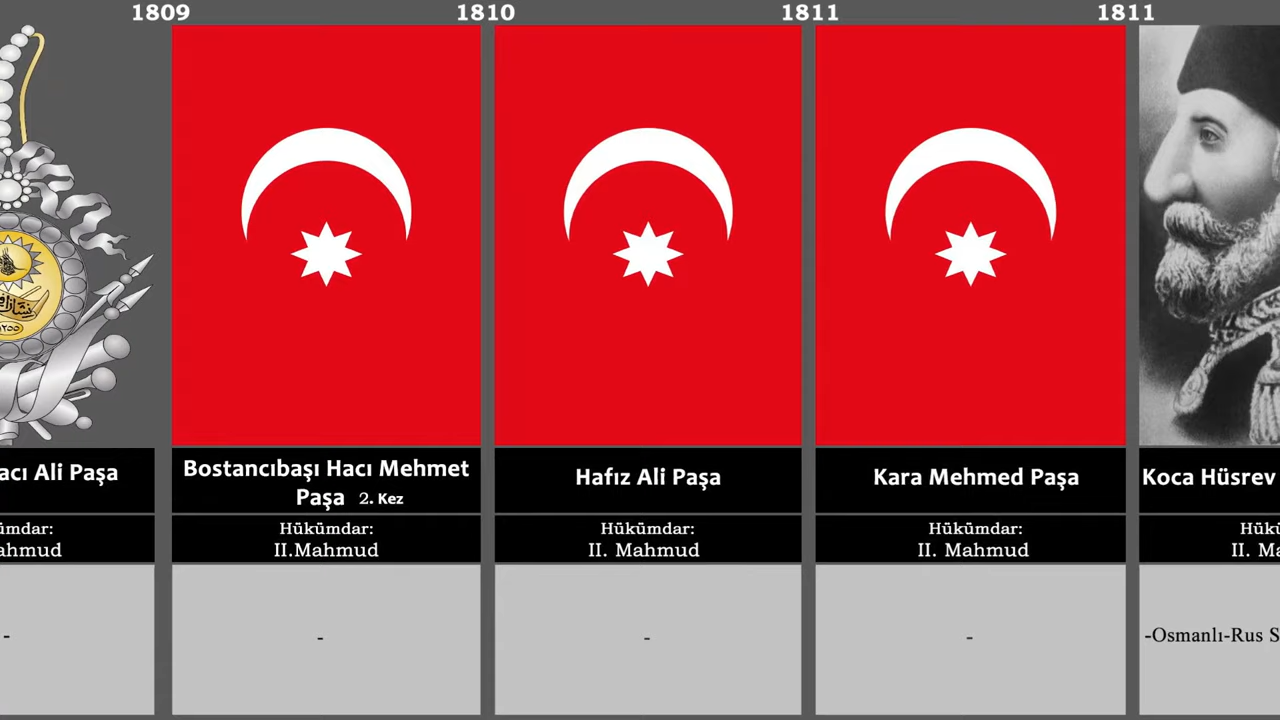 1809
1810
1811
1811
acı Ali Paşa
Bostancıbaşı Hacı Mehmet
Paşa 2. Kez
Hafız Ali Paşa
Kara Mehmed Paşa
Koca Hüsrev
ümdar:
ahmud
Hükümdar:
II.Mahmud
Hükümdar:
II. Mahmud
Hükümdar:
II. Mahmud
Hükü
II. Ma
-
-
-
-
-Osmanlı-Rus S